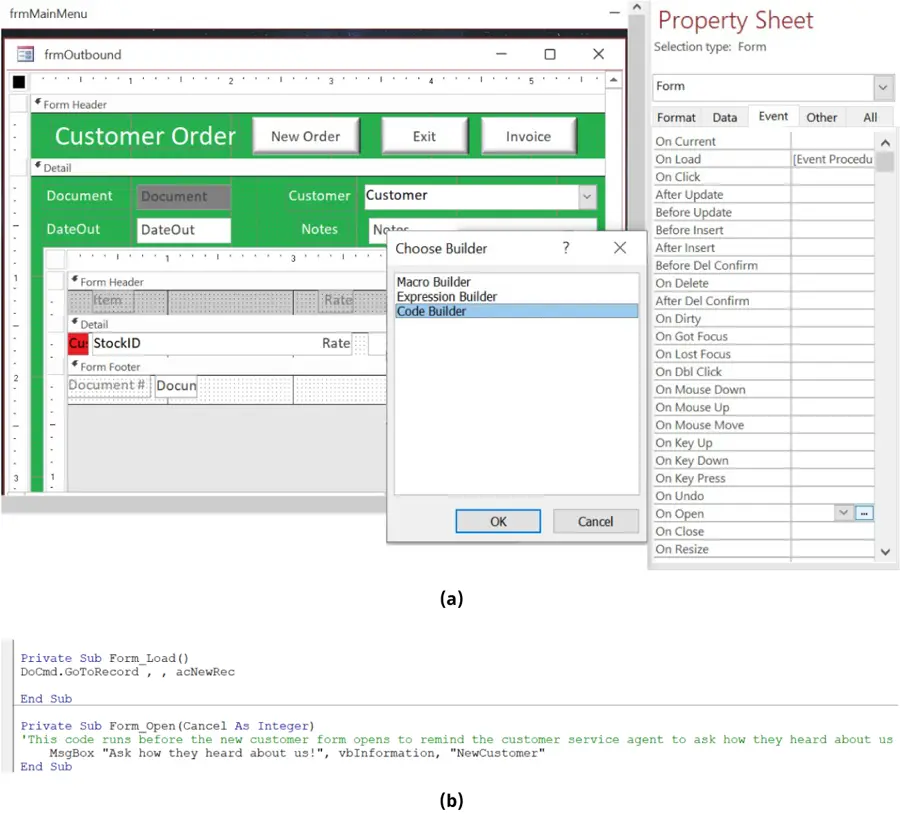 frmMainMenu
frmOutbound
Form Header
Customer Order
New Order
Exit
Invoice
Detail
Document
Document
Customer
Customer
DateOut
DateOut
Notes
Notes
Form Header
Item
Rate
Detail
StockID
Rate
Form Footer
Document #
Docun
Choose Builder
?
Macro Builder
Expression Builder
Code Builder
OK
Cancel
Property Sheet
Selection type: Form
Form
Format Data Event Other All
On Current
On Load [Event Procedu
On Click
After Update
Before Update
Before Insert
After Insert
Before Del Confirm
On Delete
After Del Confirm
On Dirty
On Got Focus
On Lost Focus
On Dbl Click
On Mouse Down
On Mouse Up
On Mouse Move
On Key Up
On Key Down
On Key Press
On Undo
On Open ...
On Close
On Resize
(a)
Private Sub Form_Load()
DoCmd.GoToRecord , , acNewRec
End Sub
Private Sub Form_Open(Cancel As Integer)
'This code runs before the new customer form opens to remind the customer service agent to ask how they heard about us
MsgBox "Ask how they heard about us!", vbInformation, "NewCustomer"
End Sub
(b)